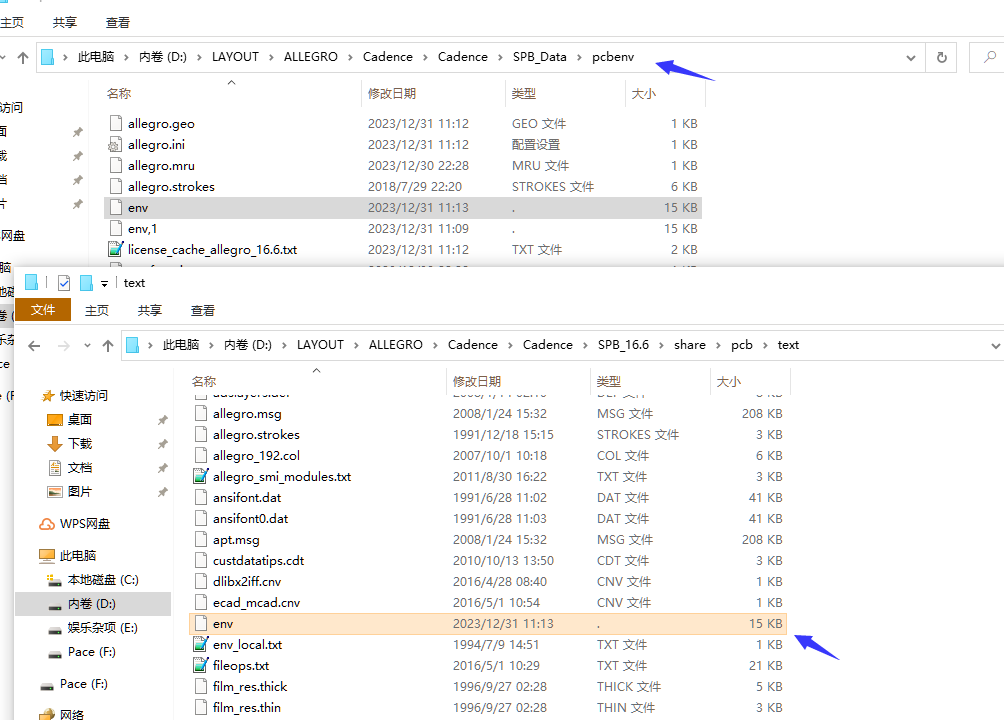 主页 共享 查看
此电脑 内卷 (D:) LAYOUT ALLEGRO Cadence Cadence SPB_Data pcbenv
名称 修改日期 类型 大小
访问
allegro.geo 2023/12/31 11:12 GEO 文件 1 KB
面 allegro.ini 2023/12/31 11:12 配置设置 1 KB
载 allegro.mru 2023/12/30 22:28 MRU 文件 1 KB
档 allegro.strokes 2018/7/29 22:20 STROKES 文件 6 KB
片 env 2023/12/31 11:13 . 15 KB
网盘 env,1 2023/12/31 11:09 . 15 KB
license_cache_allegro_16.6.txt 2023/12/31 11:12 TXT 文件 2 KB
脑
text
文件 主页 共享 查看
此电脑 内卷 (D:) LAYOUT ALLEGRO Cadence Cadence SPB_16.6 share pcb text
名称 修改日期 类型 大小
快速访问
桌面
下载
文档
图片
WPS网盘
此电脑
本地磁盘 (C:)
内卷 (D:)
娱乐杂项 (E:)
Pace (F:)
Pace (F:)
网络
allegro.msg 2008/1/24 15:32 MSG 文件 208 KB
allegro.strokes 1991/12/18 15:15 STROKES 文件 3 KB
allegro_192.col 2007/10/1 10:18 COL 文件 6 KB
allegro_smi_modules.txt 2011/8/30 16:22 TXT 文件 3 KB
ansifont.dat 1991/6/28 11:02 DAT 文件 41 KB
ansifont0.dat 1991/6/28 11:03 DAT 文件 41 KB
apt.msg 2008/1/24 15:32 MSG 文件 208 KB
custdatatips.cdt 2010/10/13 13:50 CDT 文件 3 KB
dlibx2iff.cnv 2016/4/28 08:40 CNV 文件 1 KB
ecad_mcad.cnv 2016/5/1 10:54 CNV 文件 1 KB
env 2023/12/31 11:13 . 15 KB
env_local.txt 1994/7/9 14:51 TXT 文件 1 KB
fileops.txt 2016/5/1 10:29 TXT 文件 21 KB
film_res.thick 1996/9/27 02:28 THICK 文件 5 KB
film_res.thin 1996/9/27 02:28 THIN 文件 5 KB